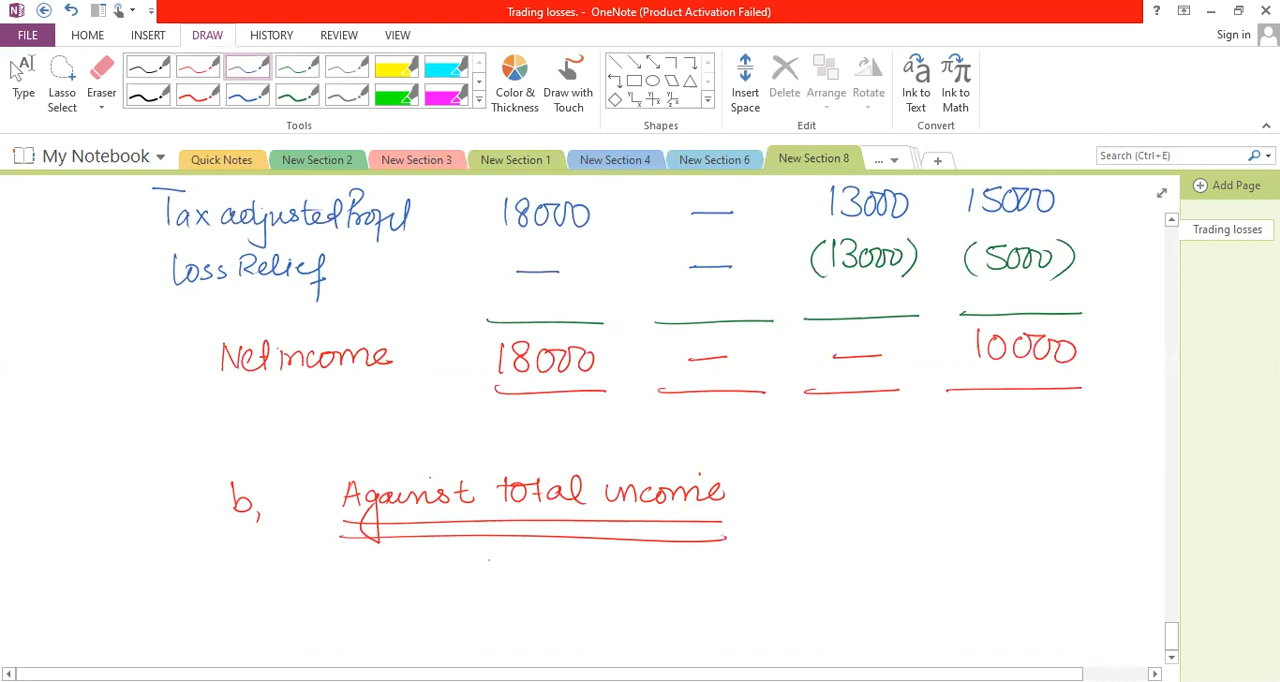 Trading losses. - OneNote (Product Activation Failed)
?
FILE HOME INSERT DRAW HISTORY REVIEW VIEW Sign in
Type Lasso Select Eraser Color & Thickness Draw with Touch Insert Space Delete Arrange Rotate Ink to Text Ink to Math
Tools Shapes Edit Convert
My Notebook Quick Notes New Section 2 New Section 3 New Section 1 New Section 4 New Section 6 New Section 8 ... Search (Ctrl+E)
Add Page
Trading losses
Tax adjusted Profit 18000 — 13000 15000
Loss Relief — — (13000) (5000)
Net income 18000 — — 10000
b, Against total income